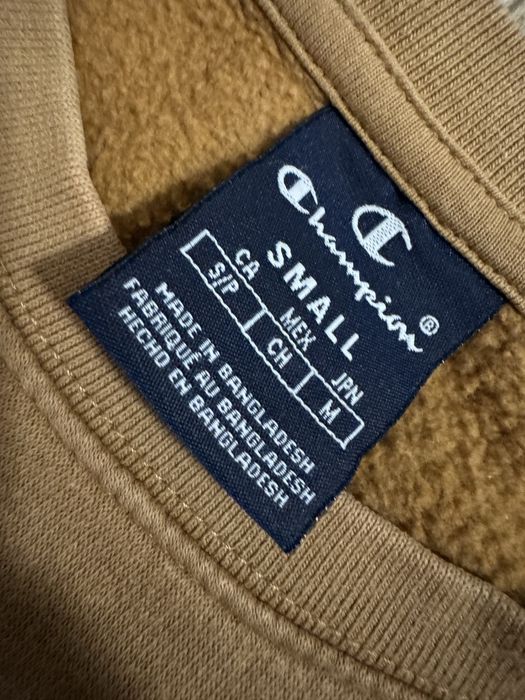 Champion®
SMALL
CA MEX JPN
S/P CH M
MADE IN BANGLADESH
FABRIQUÉ AU BANGLADESH
HECHO EN BANGLADESH